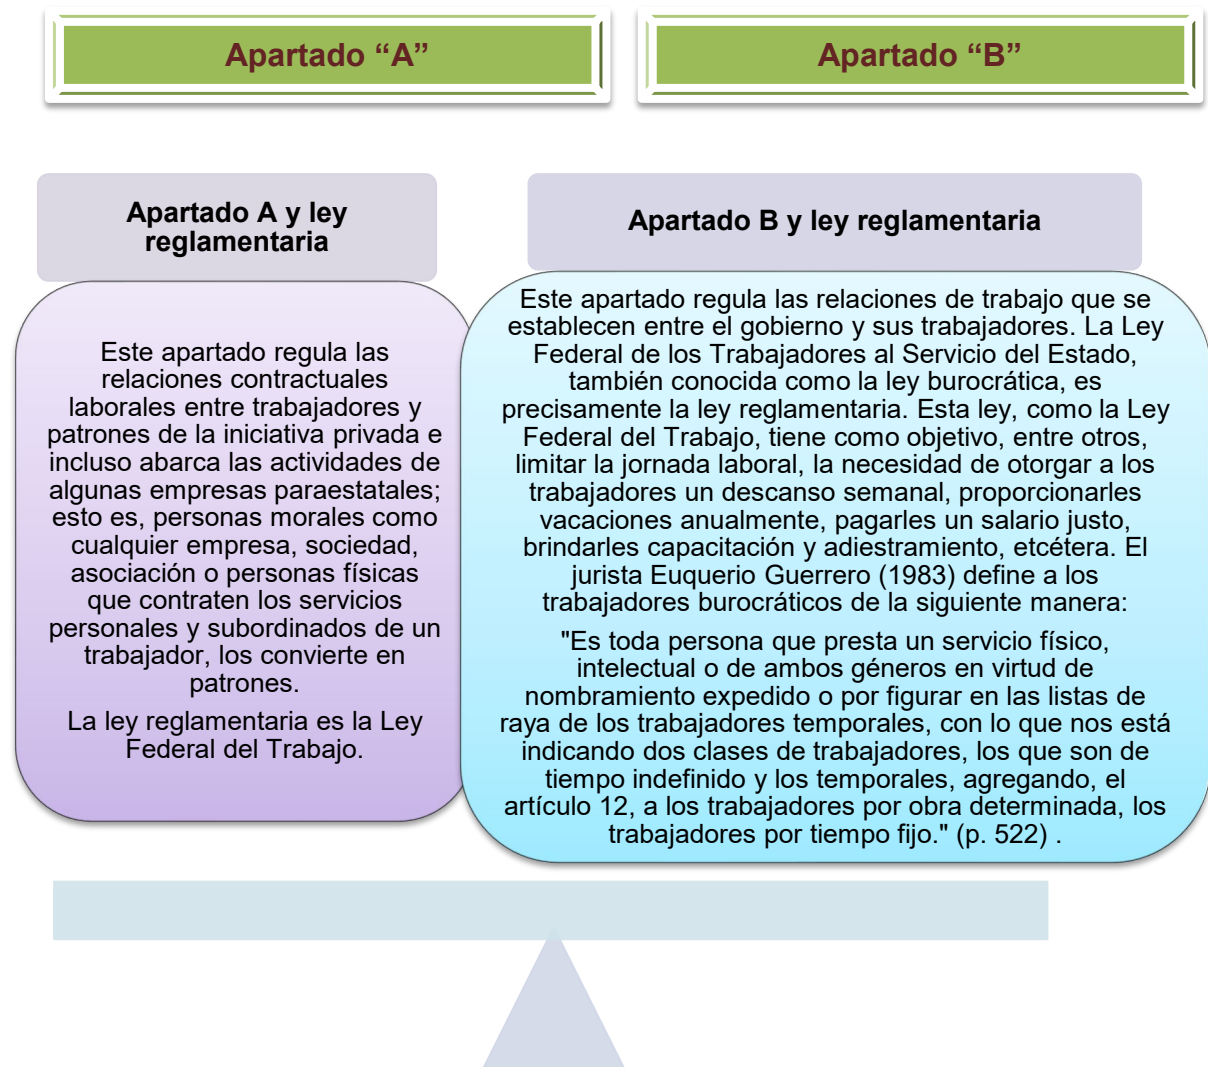 Apartado “A”
Apartado “B”
Apartado A y ley
reglamentaria
Este apartado regula las
relaciones contractuales
laborales entre trabajadores y
patrones de la iniciativa privada e
incluso abarca las actividades de
algunas empresas paraestatales;
esto es, personas morales como
cualquier empresa, sociedad,
asociación o personas físicas
que contraten los servicios
personales y subordinados de un
trabajador, los convierte en
patrones.
La ley reglamentaria es la Ley
Federal del Trabajo.
Apartado B y ley reglamentaria
Este apartado regula las relaciones de trabajo que se
establecen entre el gobierno y sus trabajadores. La Ley
Federal de los Trabajadores al Servicio del Estado,
también conocida como la ley burocrática, es
precisamente la ley reglamentaria. Esta ley, como la Ley
Federal del Trabajo, tiene como objetivo, entre otros,
limitar la jornada laboral, la necesidad de otorgar a los
trabajadores un descanso semanal, proporcionarles
vacaciones anualmente, pagarles un salario justo,
brindarles capacitación y adiestramiento, etcétera. El
jurista Euquerio Guerrero (1983) define a los
trabajadores burocráticos de la siguiente manera:
"Es toda persona que presta un servicio físico,
intelectual o de ambos géneros en virtud de
nombramiento expedido o por figurar en las listas de
raya de los trabajadores temporales, con lo que nos está
indicando dos clases de trabajadores, los que son de
tiempo indefinido y los temporales, agregando, el
artículo 12, a los trabajadores por obra determinada, los
trabajadores por tiempo fijo." (p. 522) .